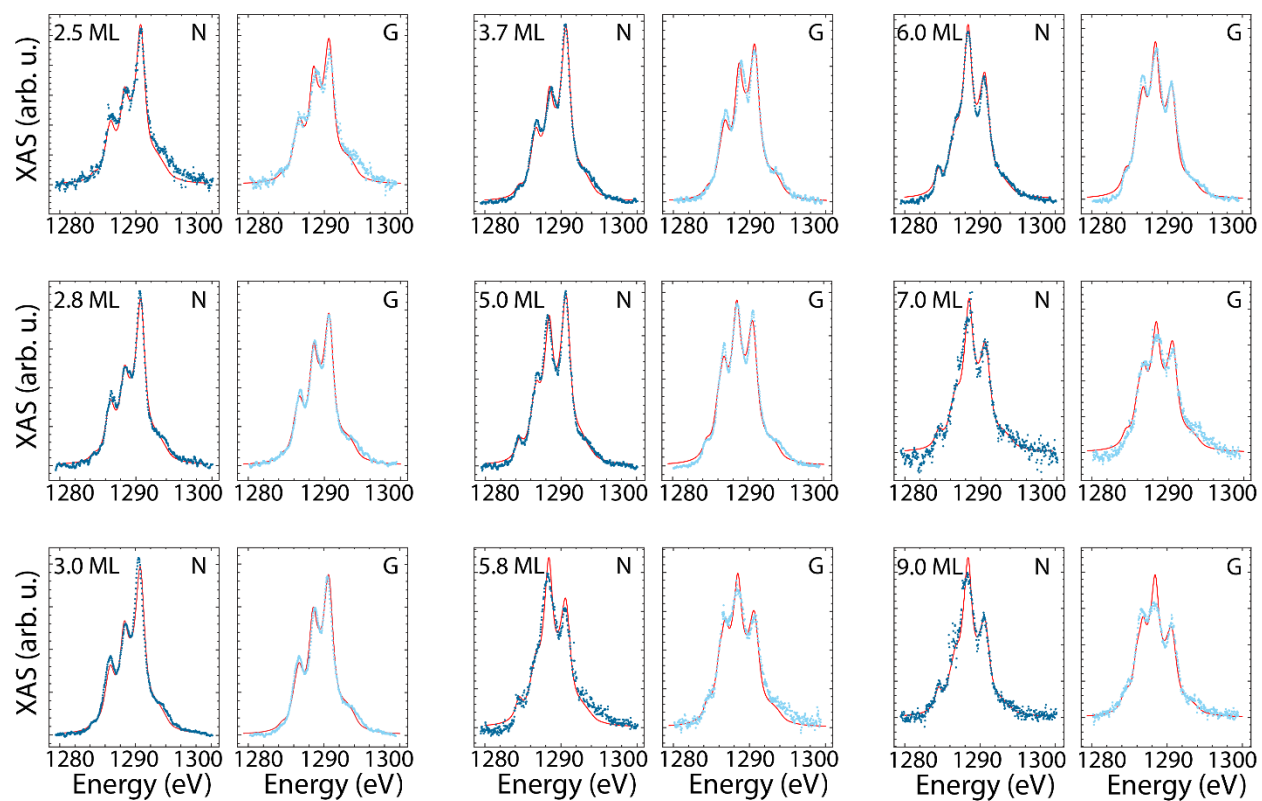 XAS (arb. u.) 2.5 ML N G 3.7 ML N G 6.0 ML N G
1280 1290 1300 1280 1290 1300 1280 1290 1300 1280 1290 1300 1280 1290 1300 1280 1290 1300
XAS (arb. u.) 2.8 ML N G 5.0 ML N G 7.0 ML N G
1280 1290 1300 1280 1290 1300 1280 1290 1300 1280 1290 1300 1280 1290 1300 1280 1290 1300
XAS (arb. u.) 3.0 ML N G 5.8 ML N G 9.0 ML N G
1280 1290 1300 1280 1290 1300 1280 1290 1300 1280 1290 1300 1280 1290 1300 1280 1290 1300
Energy (eV) Energy (eV) Energy (eV) Energy (eV) Energy (eV) Energy (eV)